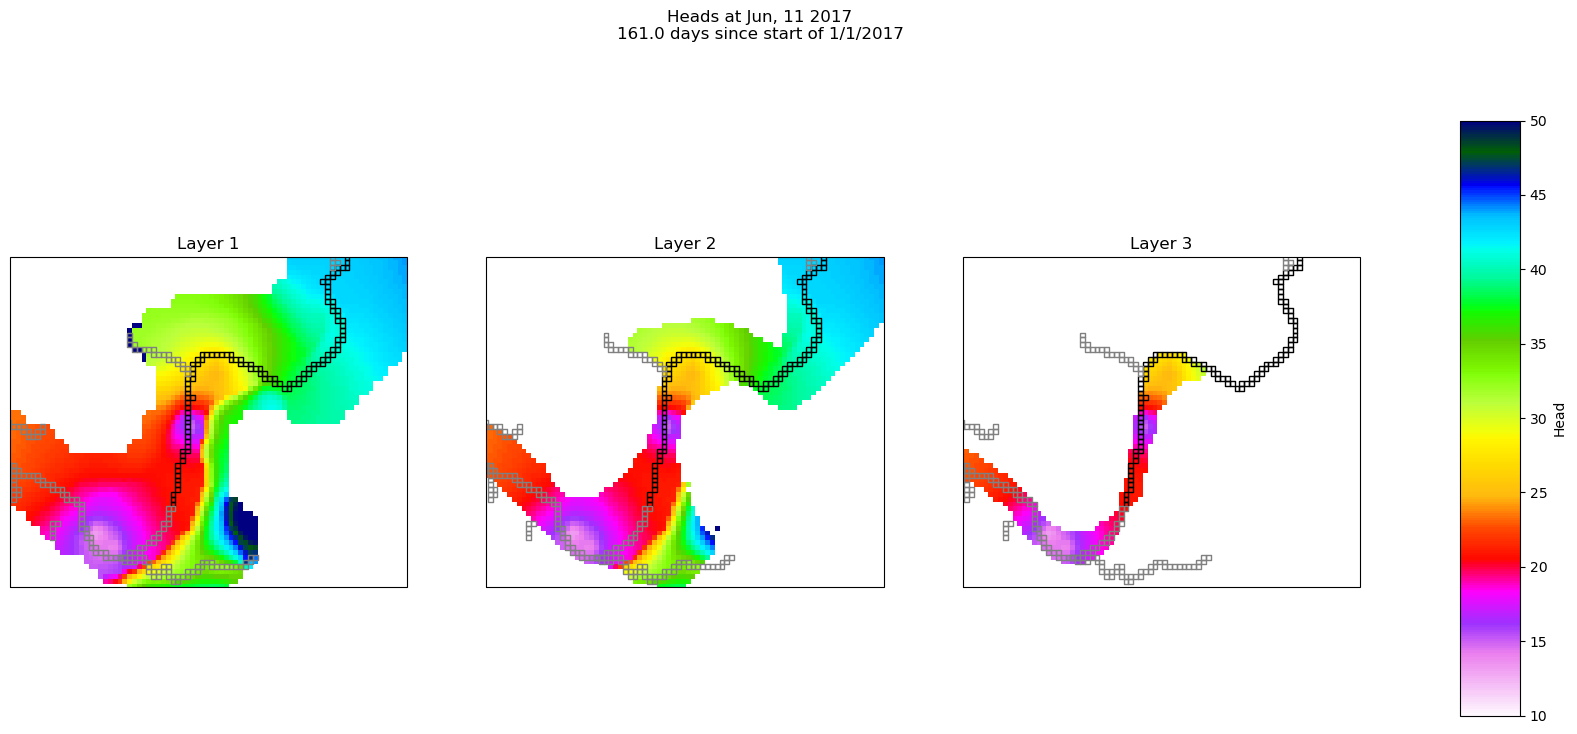 Heads at Jun, 11 2017
161.0 days since start of 1/1/2017
Layer 1
Layer 2
Layer 3
50
45
40
35
30
25
20
15
10
Head